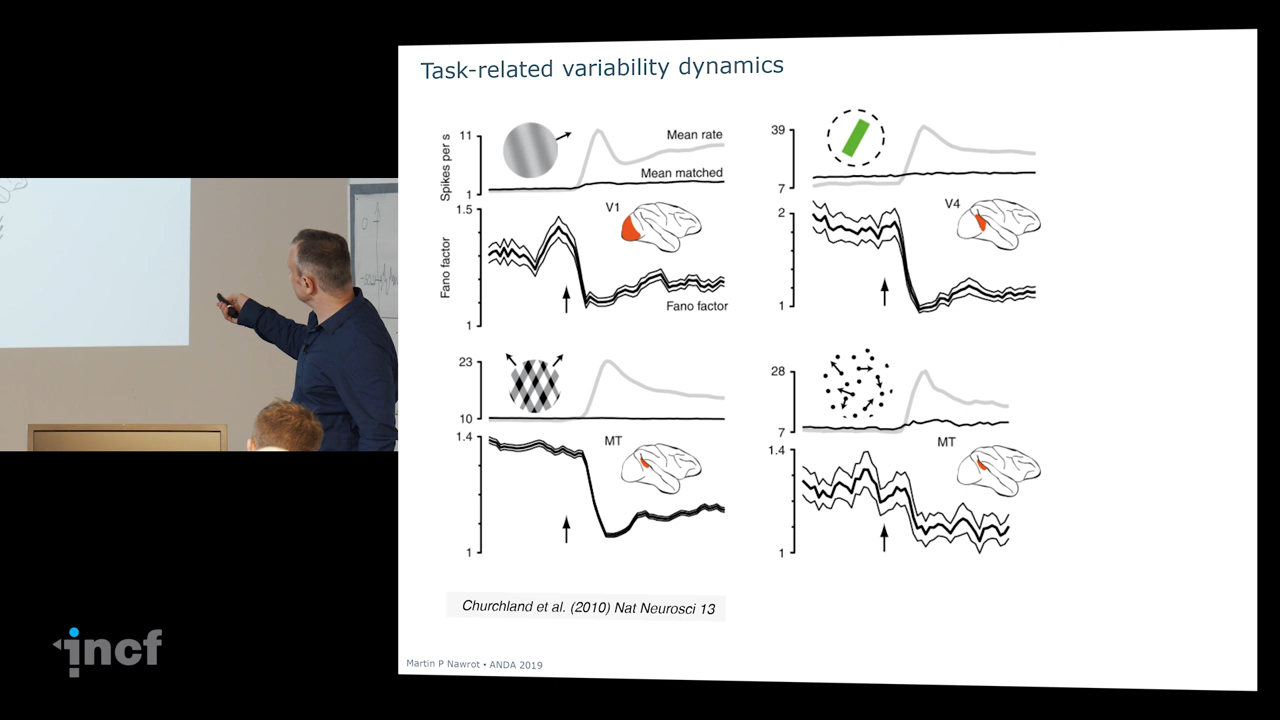 Task-related variability dynamics
11
Spikes per s
1
Mean rate
Mean matched
39
7
1.5
Fano factor
1
V1
Fano factor
2
1
V4
23
10
28
7
1.4
1
MT
1.4
1
MT
Churchland et al. (2010) Nat Neurosci 13
Martin P Nawrot • ANDA 2019
incf